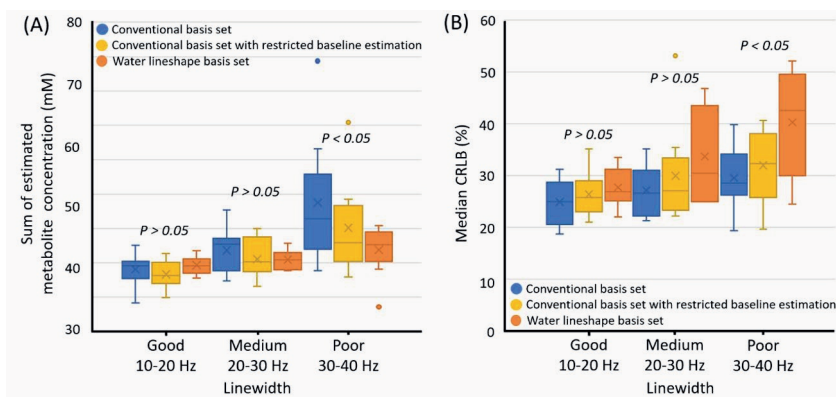 (A)
Conventional basis set
Conventional basis set with restricted baseline estimation
Water lineshape basis set
Sum of estimated
metabolite concentration (mM)
80
70
60
50
40
30
P > 0.05
P > 0.05
P < 0.05
Good
10-20 Hz
Medium
20-30 Hz
Poor
30-40 Hz
Linewidth
(B)
Median CRLB (%)
60
50
40
30
20
10
0
P > 0.05
P > 0.05
P < 0.05
Conventional basis set
Conventional basis set with restricted baseline estimation
Water lineshape basis set
Good
10-20 Hz
Medium
20-30 Hz
Poor
30-40 Hz
Linewidth